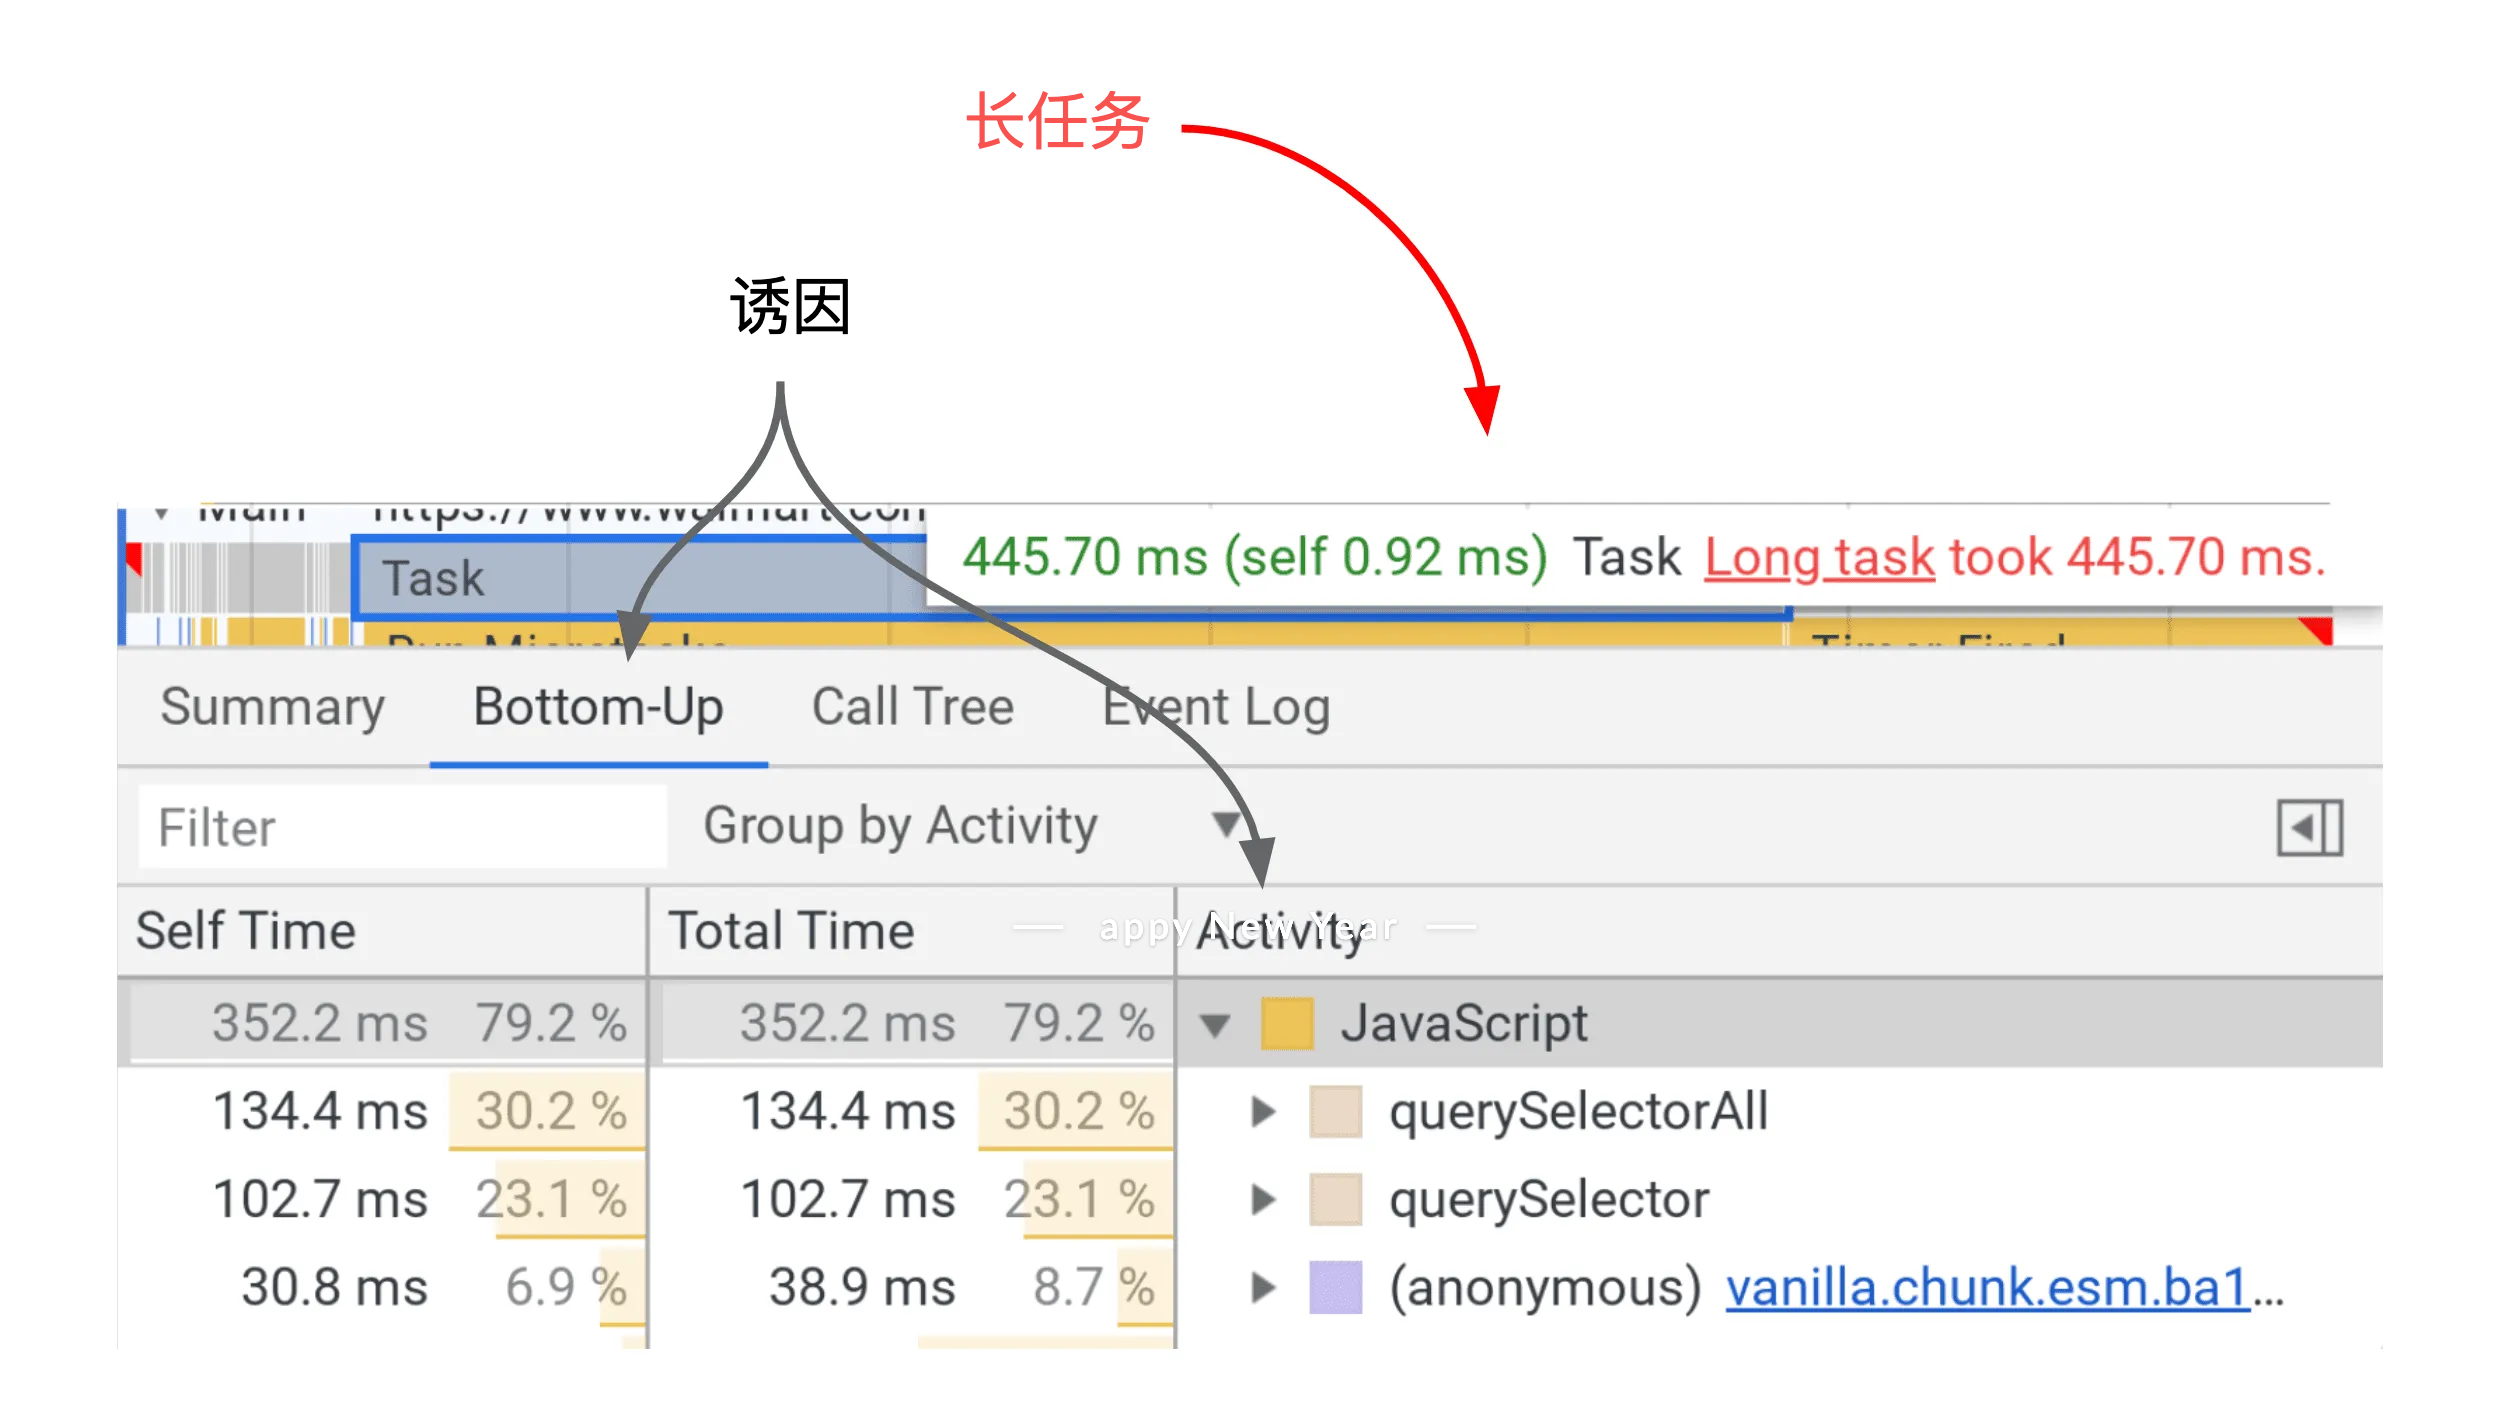 长任务
诱因
Main https://www.walmart.con
445.70 ms (self 0.92 ms) Task Long task took 445.70 ms.
Task
Run Microtasks Timer Fired
Summary Bottom-Up Call Tree Event Log
Filter Group by Activity
Self Time Total Time Activity
appy New Year
352.2 ms 79.2 % 352.2 ms 79.2 % JavaScript
134.4 ms 30.2 % 134.4 ms 30.2 % querySelectorAll
102.7 ms 23.1 % 102.7 ms 23.1 % querySelector
30.8 ms 6.9 % 38.9 ms 8.7 % (anonymous) vanilla.chunk.esm.ba1...